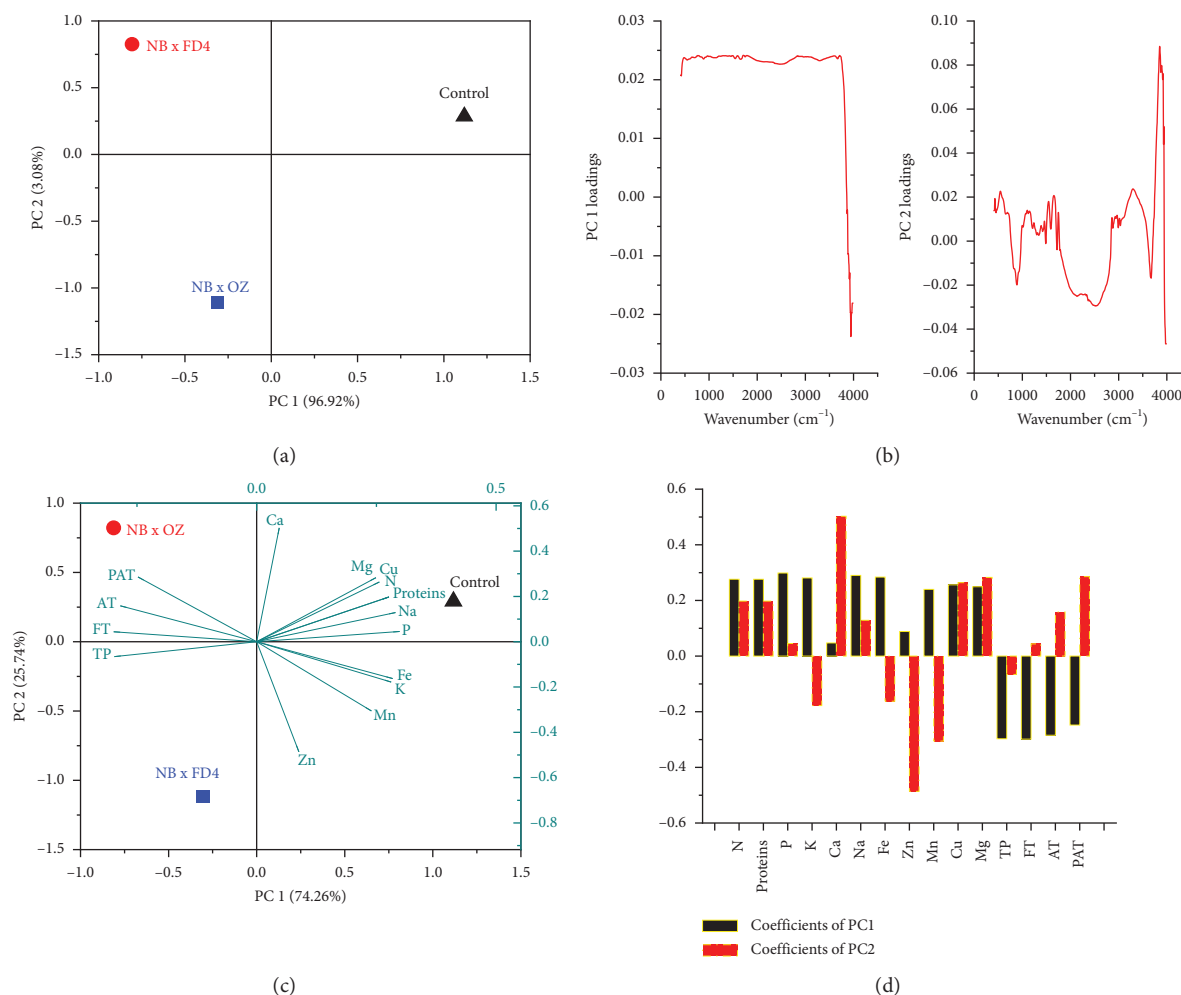 1.0
0.5
0.0
−0.5
−1.0
−1.5
PC 2 (3.08%)
NB x FD4
Control
NB x OZ
−1.0
−0.5
0.0
0.5
1.0
1.5
PC 1 (96.92%)
(a)
0.03
0.02
0.01
0.00
−0.01
−0.02
−0.03
PC 1 loadings
0
1000
2000
3000
4000
Wavenumber (cm⁻¹)
0.10
0.08
0.06
0.04
0.02
0.00
−0.02
−0.04
−0.06
PC 2 loadings
0
1000
2000
3000
4000
Wavenumber (cm⁻¹)
(b)
0.0
0.5
1.0
0.5
0.0
−0.5
−1.0
−1.5
PC 2 (25.74%)
NB x OZ
Ca
PAT
AT
FT
TP
Mg
Cu
N
Proteins
Control
Na
P
Fe
K
Mn
Zn
NB x FD4
0.6
0.4
0.2
0.0
−0.2
−0.4
−0.6
−0.8
−1.0
−0.5
0.0
0.5
1.0
1.5
PC 1 (74.26%)
(c)
0.6
0.4
0.2
0.0
−0.2
−0.4
−0.6
N
Proteins
P
K
Ca
Na
Fe
Zn
Mn
Cu
Mg
TP
FT
AT
PAT
Coefficients of PC1
Coefficients of PC2
(d)